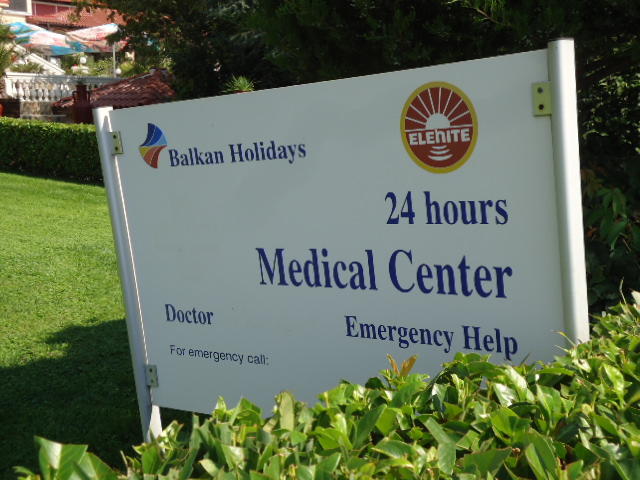 Balkan Holidays
ELENITE
24 hours
Medical Center
Doctor
Emergency Help
For emergency call: